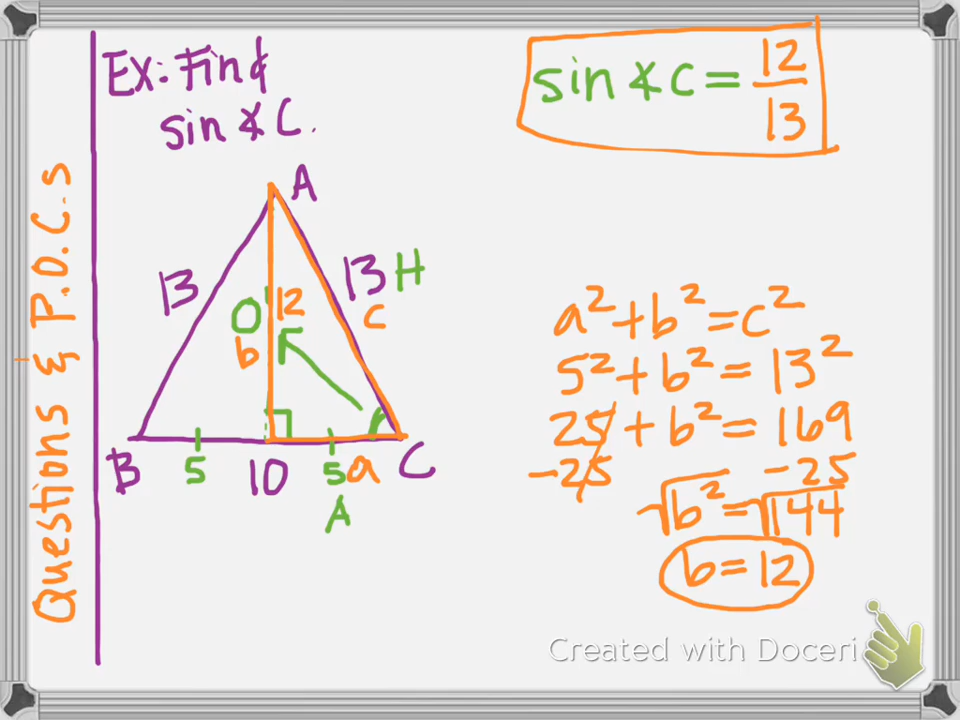 Questions & P.O.C.s
Ex: Find
sin ∡ C.
sin ∡ C = 12/13
A
13
13 H
O 12
c
b
B
5
10
5 a
C
A
a² + b² = c²
5² + b² = 13²
25 + b² = 169
-25 -25
√b² = √144
b = 12
Created with Doceri